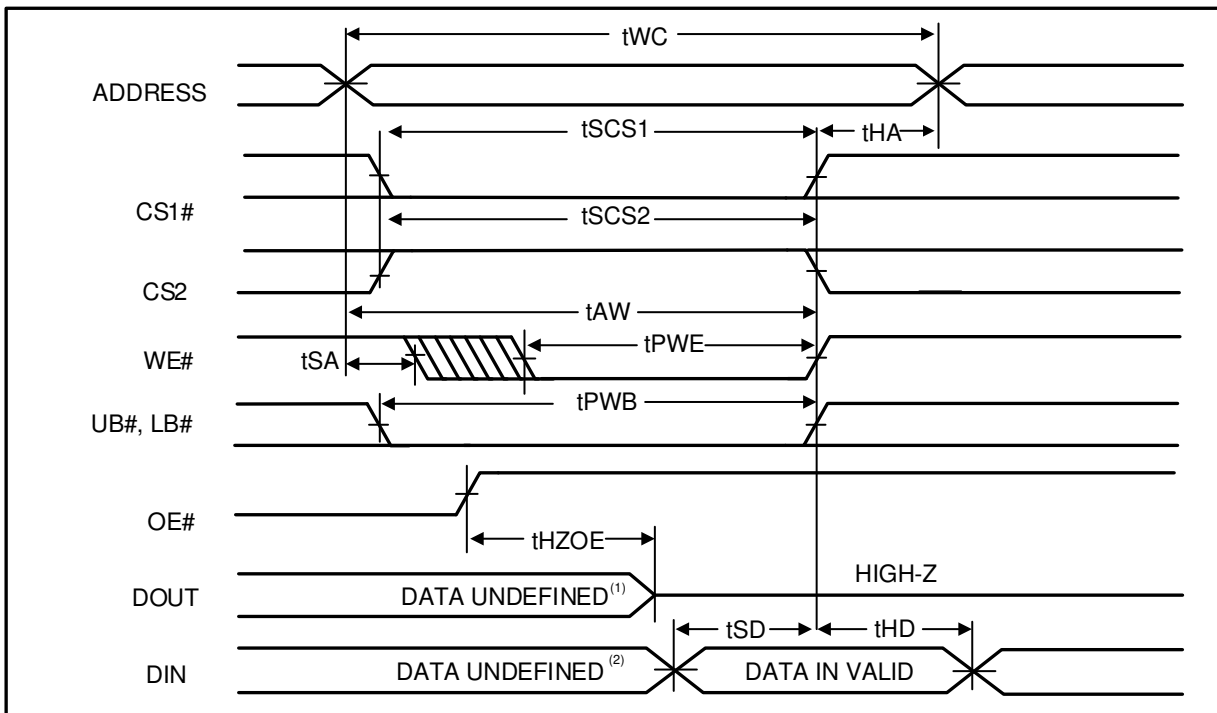 tWC
ADDRESS
tSCS1
tHA
CS1#
tSCS2
CS2
tAW
WE#
tSA
tPWE
tPWB
UB#, LB#
OE#
tHZOE
HIGH-Z
DOUT
DATA UNDEFINED(1)
tSD
tHD
DIN
DATA UNDEFINED(2)
DATA IN VALID